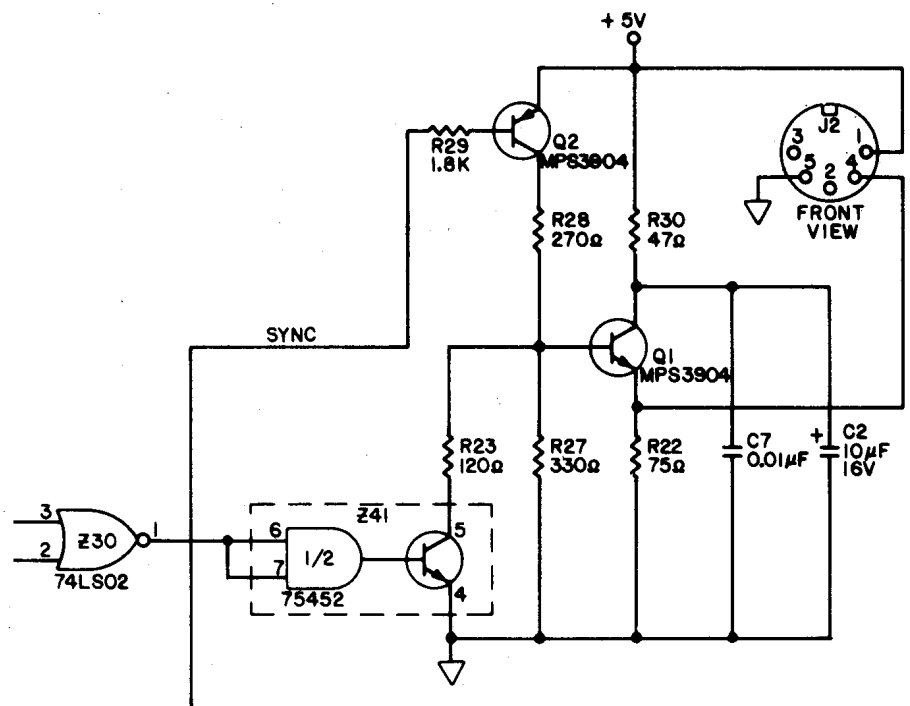 + 5V
J2
3
1
5
2
4
FRONT
VIEW
R29
1.8K
Q2
MPS3904
R28
270Ω
R30
47Ω
SYNC
Q1
MPS3904
R23
120Ω
R27
330Ω
R22
75Ω
C7
0.01μF
+
C2
10μF
16V
3
2
Z30
1
74LS02
Z41
6
7
1/2
75452
5
4